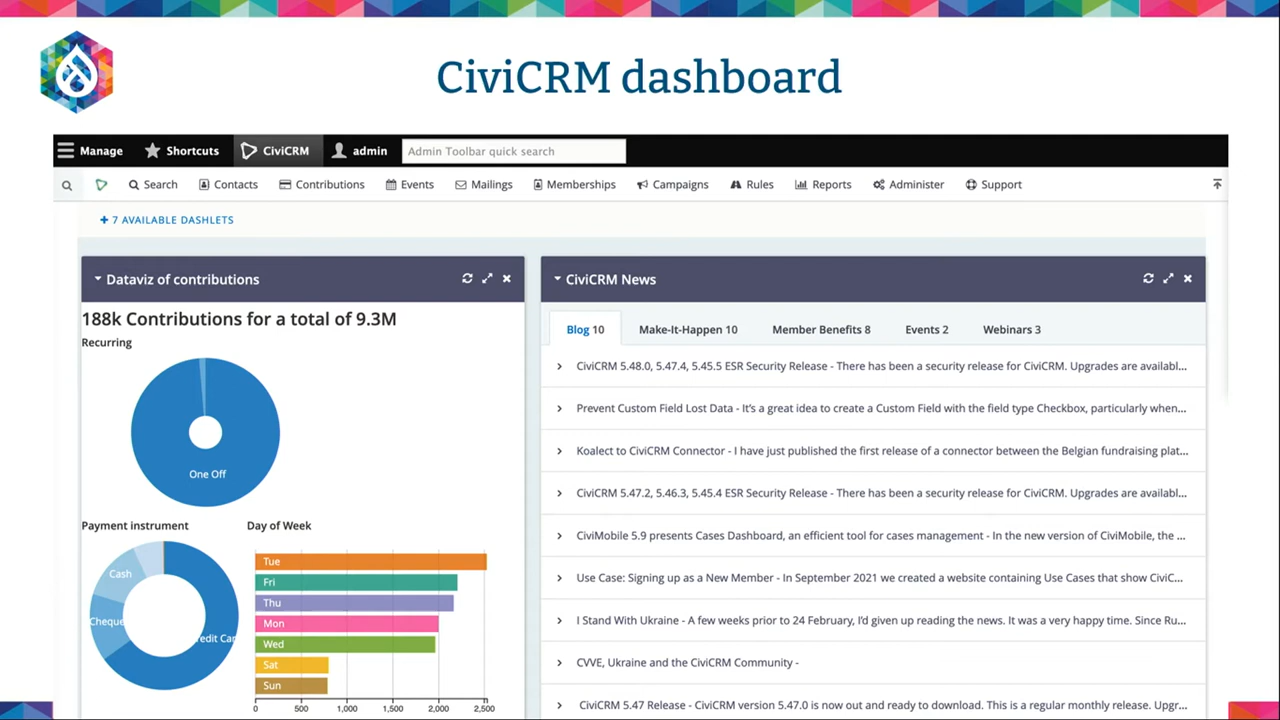 CiviCRM dashboard
Manage Shortcuts CiviCRM admin Admin Toolbar quick search
Search Contacts Contributions Events Mailings Memberships Campaigns Rules Reports Administer Support
+ 7 AVAILABLE DASHLETS
Dataviz of contributions
188k Contributions for a total of 9.3M
Recurring
One Off
Payment instrument
Cash
Cheque
redit Car
Day of Week
Tue
Fri
Thu
Mon
Wed
Sat
Sun
0 500 1,000 1,500 2,000 2,500
CiviCRM News
Blog 10 Make-It-Happen 10 Member Benefits 8 Events 2 Webinars 3
CiviCRM 5.48.0, 5.47.4, 5.45.5 ESR Security Release - There has been a security release for CiviCRM. Upgrades are availabl...
Prevent Custom Field Lost Data - It's a great idea to create a Custom Field with the field type Checkbox, particularly when...
Koalect to CiviCRM Connector - I have just published the first release of a connector between the Belgian fundraising plat...
CiviCRM 5.47.2, 5.46.3, 5.45.4 ESR Security Release - There has been a security release for CiviCRM. Upgrades are availabl...
CiviMobile 5.9 presents Cases Dashboard, an efficient tool for cases management - In the new version of CiviMobile, the ...
Use Case: Signing up as a New Member - In September 2021 we created a website containing Use Cases that show CiviC...
I Stand With Ukraine - A few weeks prior to 24 February, I'd given up reading the news. It was a very happy time. Since Ru...
CVVE, Ukraine and the CiviCRM Community -
CiviCRM 5.47 Release - CiviCRM version 5.47.0 is now out and ready to download. This is a regular monthly release. Upgr...